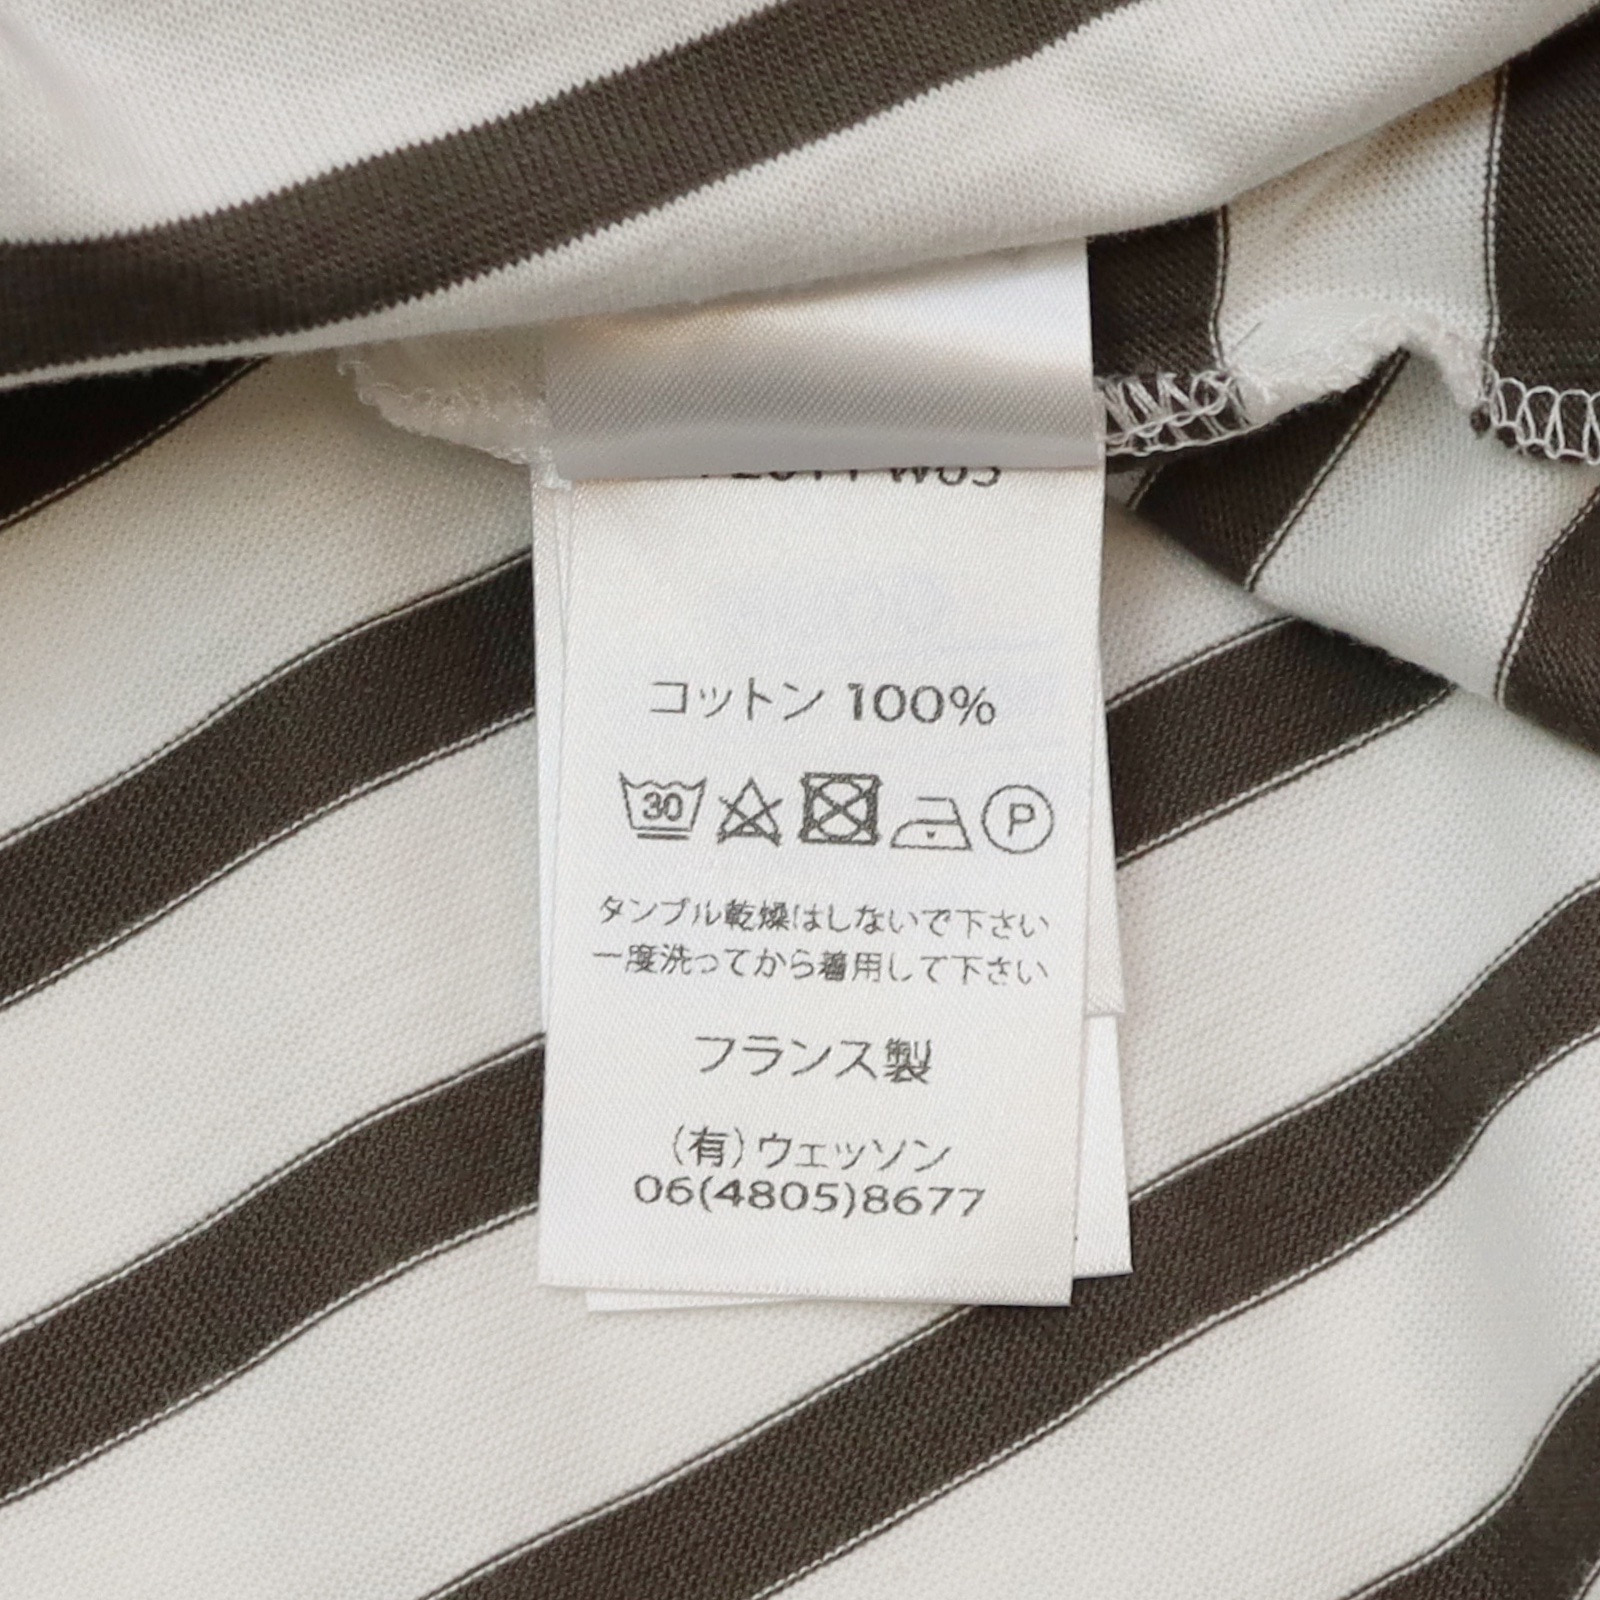 コットン 100%
30
P
タンブル乾燥はしないで下さい
一度洗ってから着用して下さい
フランス製
(有)ウェッソン
06(4805)8677